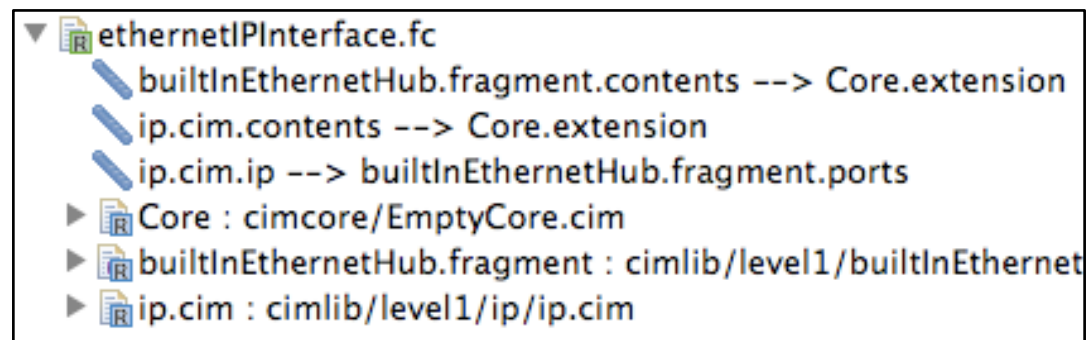 ethernetIPInterface.fc
builtInEthernetHub.fragment.contents --> Core.extension
ip.cim.contents --> Core.extension
ip.cim.ip --> builtInEthernetHub.fragment.ports
Core : cimcore/EmptyCore.cim
builtInEthernetHub.fragment : cimlib/level1/builtInEthernet
ip.cim : cimlib/level1/ip/ip.cim